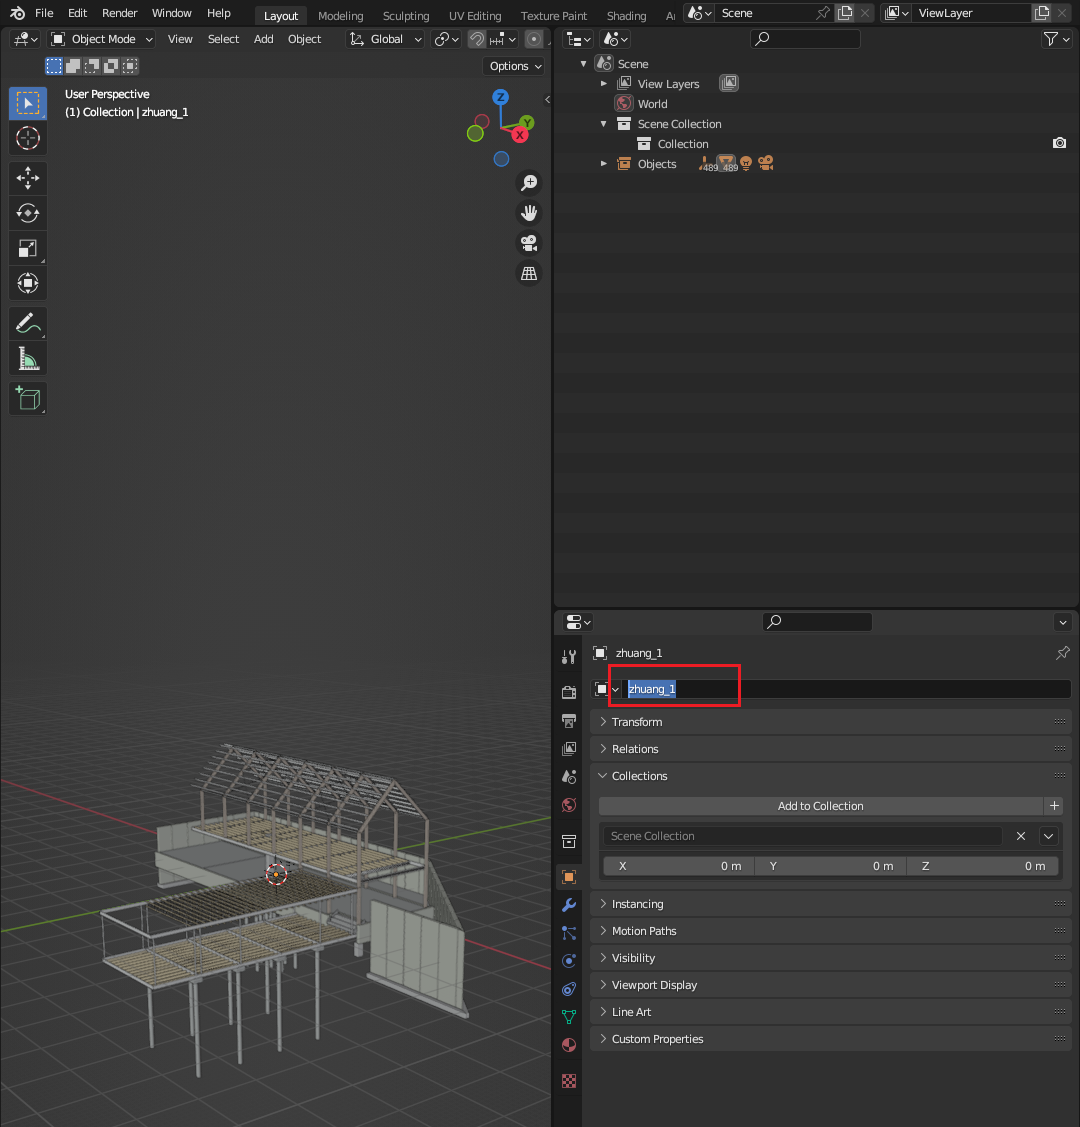 File Edit Render Window Help Layout Modeling Sculpting UV Editing Texture Paint Shading Scene ViewLayer
Object Mode View Select Add Object Global
Options
User Perspective
(1) Collection | zhuang_1
Z
Y
X
Scene
View Layers
World
Scene Collection
Collection
Objects 489 489
zhuang_1
zhuang_1
Transform
Relations
Collections
Add to Collection
Scene Collection
X 0 m Y 0 m Z 0 m
Instancing
Motion Paths
Visibility
Viewport Display
Line Art
Custom Properties